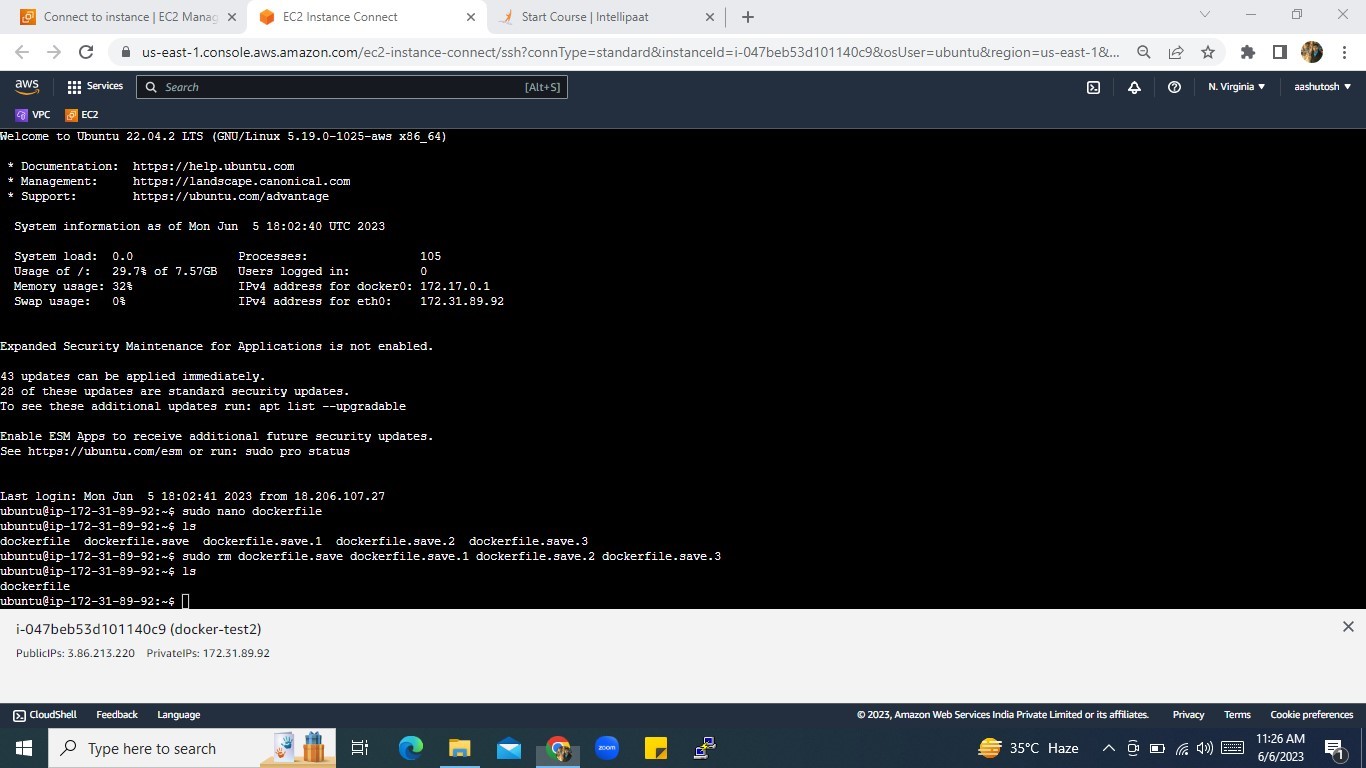 Connect to instance | EC2 Manag
EC2 Instance Connect
Start Course | Intellipaat
us-east-1.console.aws.amazon.com/ec2-instance-connect/ssh?connType=standard&instanceId=i-047beb53d101140c9&osUser=ubuntu&region=us-east-1&...
aws Services Search [Alt+S] N. Virginia aashutosh
VPC EC2
Welcome to Ubuntu 22.04.2 LTS (GNU/Linux 5.19.0-1025-aws x86_64)
* Documentation: https://help.ubuntu.com
* Management: https://landscape.canonical.com
* Support: https://ubuntu.com/advantage
System information as of Mon Jun 5 18:02:40 UTC 2023
System load: 0.0 Processes: 105
Usage of /: 29.7% of 7.57GB Users logged in: 0
Memory usage: 32% IPv4 address for docker0: 172.17.0.1
Swap usage: 0% IPv4 address for eth0: 172.31.89.92
Expanded Security Maintenance for Applications is not enabled.
43 updates can be applied immediately.
28 of these updates are standard security updates.
To see these additional updates run: apt list --upgradable
Enable ESM Apps to receive additional future security updates.
See https://ubuntu.com/esm or run: sudo pro status
Last login: Mon Jun 5 18:02:41 2023 from 18.206.107.27
ubuntu@ip-172-31-89-92:~$ sudo nano dockerfile
ubuntu@ip-172-31-89-92:~$ ls
dockerfile dockerfile.save dockerfile.save.1 dockerfile.save.2 dockerfile.save.3
ubuntu@ip-172-31-89-92:~$ sudo rm dockerfile.save dockerfile.save.1 dockerfile.save.2 dockerfile.save.3
ubuntu@ip-172-31-89-92:~$ ls
dockerfile
ubuntu@ip-172-31-89-92:~$
i-047beb53d101140c9 (docker-test2)
PublicIPs: 3.86.213.220 PrivateIPs: 172.31.89.92
CloudShell Feedback Language © 2023, Amazon Web Services India Private Limited or its affiliates. Privacy Terms Cookie preferences
Type here to search zoom 35°C Haze 11:26 AM
6/6/2023 1